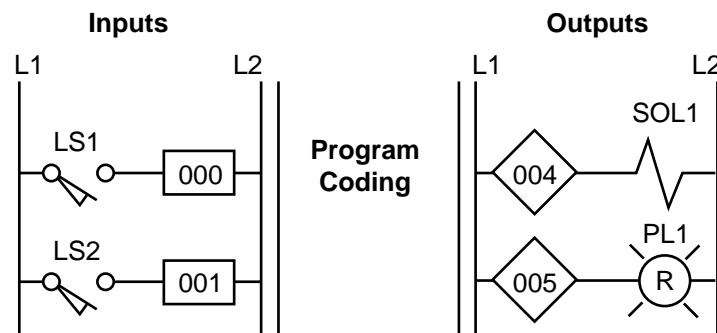 Inputs
Outputs
L1 L2 L1 L2
LS1
000
Program
Coding
SOL1
004
LS2
001
PL1
005
R